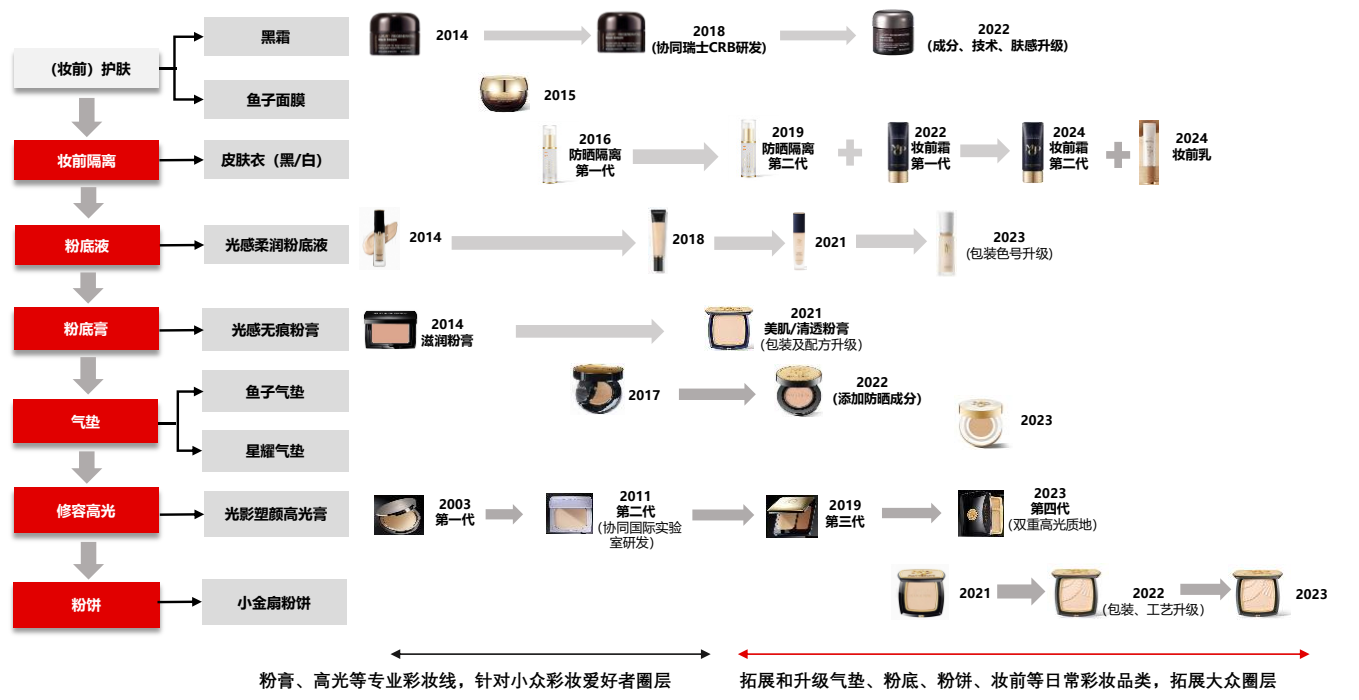 黑霜
2014
2018
(协同瑞士CRB研发)
2022
(成分、技术、肤感升级)
（妆前）护肤
鱼子面膜
2015
妆前隔离
皮肤衣（黑/白）
2016
防晒隔离
第一代
2019
防晒隔离
第二代
2022
妆前霜
第一代
2024
妆前霜
第二代
2024
妆前乳
粉底液
光感柔润粉底液
2014
2018
2021
2023
(包装色号升级)
粉底膏
光感无痕粉膏
2014
滋润粉膏
2021
美肌/清透粉膏
(包装及配方升级)
气垫
鱼子气垫
2017
2022
(添加防晒成分)
星耀气垫
2023
修容高光
光影塑颜高光膏
2003
第一代
2011
第二代
(协同国际实验
室研发)
2019
第三代
2023
第四代
(双重高光质地)
粉饼
小金扇粉饼
2021
2022
(包装、工艺升级)
2023
粉膏、高光等专业彩妆线，针对小众彩妆爱好者圈层
拓展和升级气垫、粉底、粉饼、妆前等日常彩妆品类，拓展大众圈层